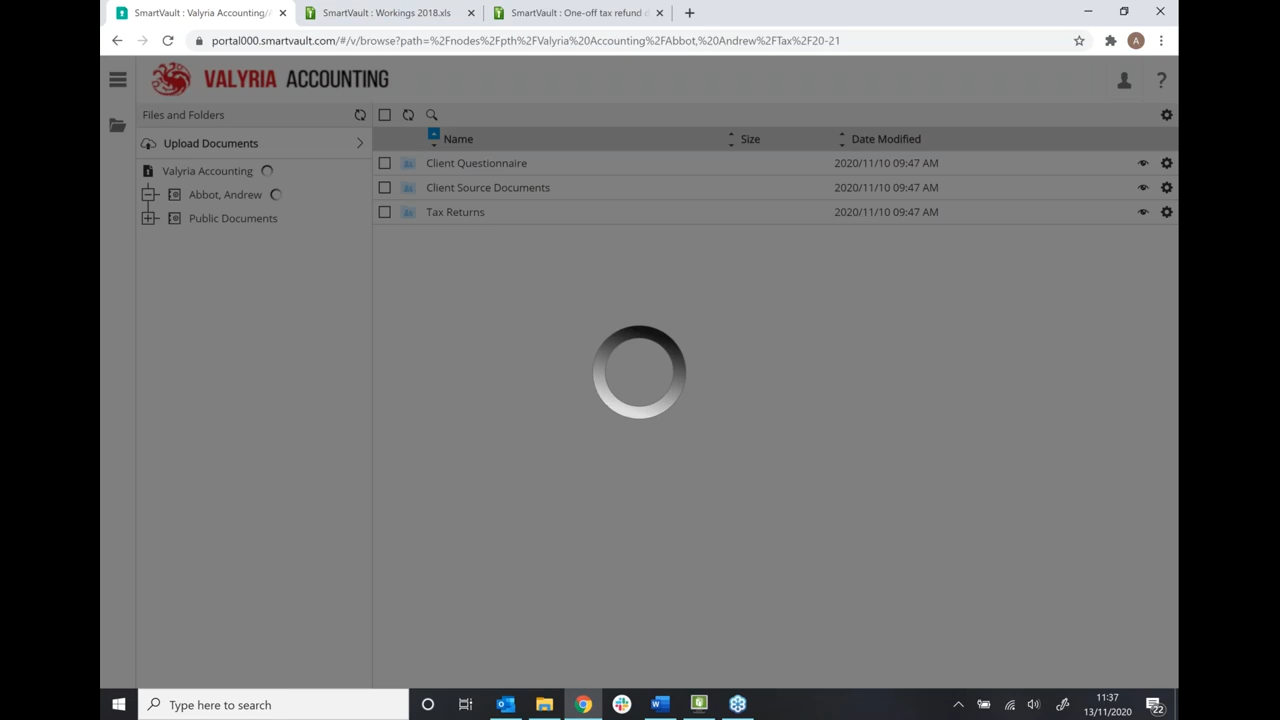 SmartVault : Valyria Accounting/
SmartVault : Workings 2018.xls
SmartVault : One-off tax refund
portal000.smartvault.com/#/v/browse?path=%2Fnodes%2Fpth%2FValyria%20Accounting%2FAbbot,%20Andrew%2FTax%20-21
A
VALYRIA ACCOUNTING
?
Files and Folders
Upload Documents
Name
Size
Date Modified
Valyria Accounting
Abbot, Andrew
Public Documents
Client Questionnaire
2020/11/10 09:47 AM
Client Source Documents
2020/11/10 09:47 AM
Tax Returns
2020/11/10 09:47 AM
Type here to search
11:37
13/11/2020
22